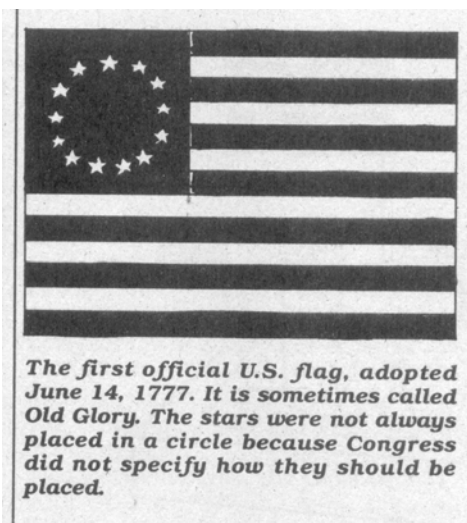 The first official U.S. flag, adopted
June 14, 1777. It is sometimes called
Old Glory. The stars were not always
placed in a circle because Congress
did not specify how they should be
placed.